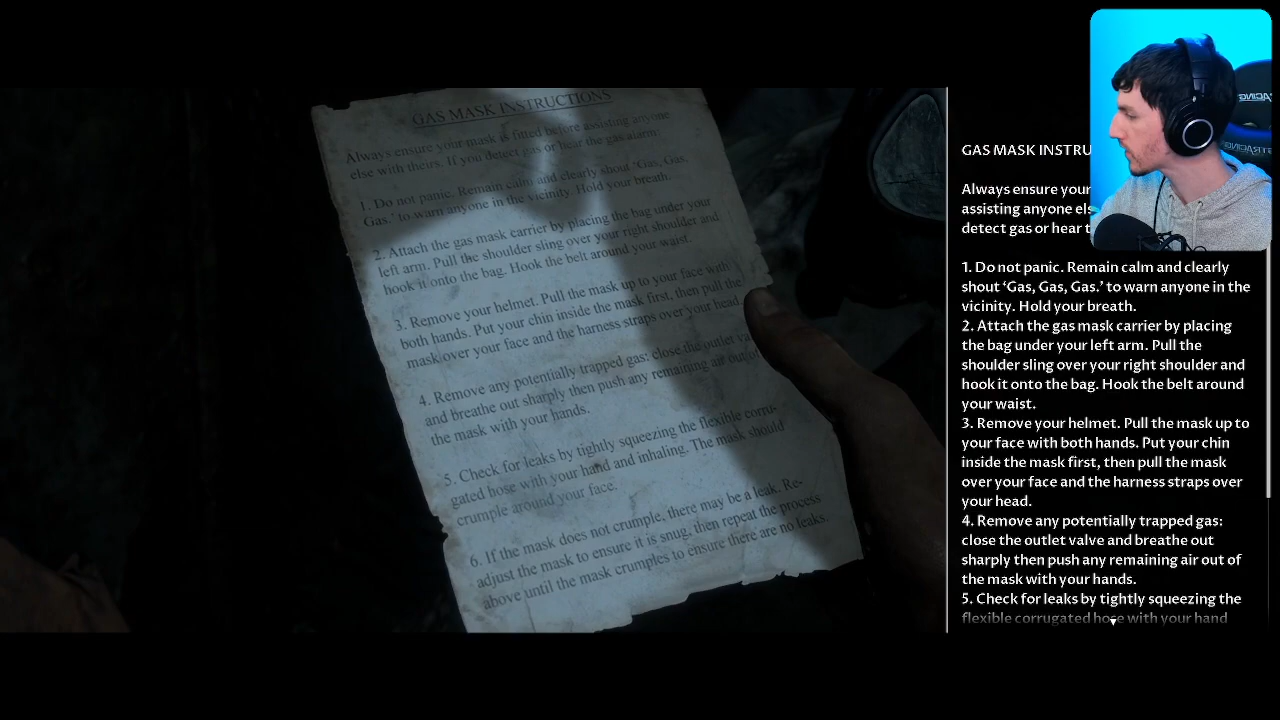 GAS MASK INSTRUCTIONS
Always ensure your mask is fitted before assisting anyone
else with theirs. If you detect gas or hear the gas alarm:
1. Do not panic. Remain calm and clearly shout ‘Gas, Gas,
Gas.’ to warn anyone in the vicinity. Hold your breath.
2. Attach the gas mask carrier by placing the bag under your
left arm. Pull the shoulder sling over your right shoulder and
hook it onto the bag. Hook the belt around your waist.
3. Remove your helmet. Pull the mask up to your face with
both hands. Put your chin inside the mask first, then pull the
mask over your face and the harness straps over your head.
4. Remove any potentially trapped gas: close the outlet va
and breathe out sharply then push any remaining air out of
the mask with your hands.
5. Check for leaks by tightly squeezing the flexible corru-
gated hose with your hand and inhaling. The mask should
crumple around your face.
6. If the mask does not crumple, there may be a leak. Re-
adjust the mask to ensure it is snug, then repeat the process
above until the mask crumples to ensure there are no leaks.
GAS MASK INSTRU
Always ensure your
assisting anyone els
detect gas or hear t
1. Do not panic. Remain calm and clearly
shout ‘Gas, Gas, Gas.’ to warn anyone in the
vicinity. Hold your breath.
2. Attach the gas mask carrier by placing
the bag under your left arm. Pull the
shoulder sling over your right shoulder and
hook it onto the bag. Hook the belt around
your waist.
3. Remove your helmet. Pull the mask up to
your face with both hands. Put your chin
inside the mask first, then pull the mask
over your face and the harness straps over
your head.
4. Remove any potentially trapped gas:
close the outlet valve and breathe out
sharply then push any remaining air out of
the mask with your hands.
5. Check for leaks by tightly squeezing the
flexible corrugated hose with your hand